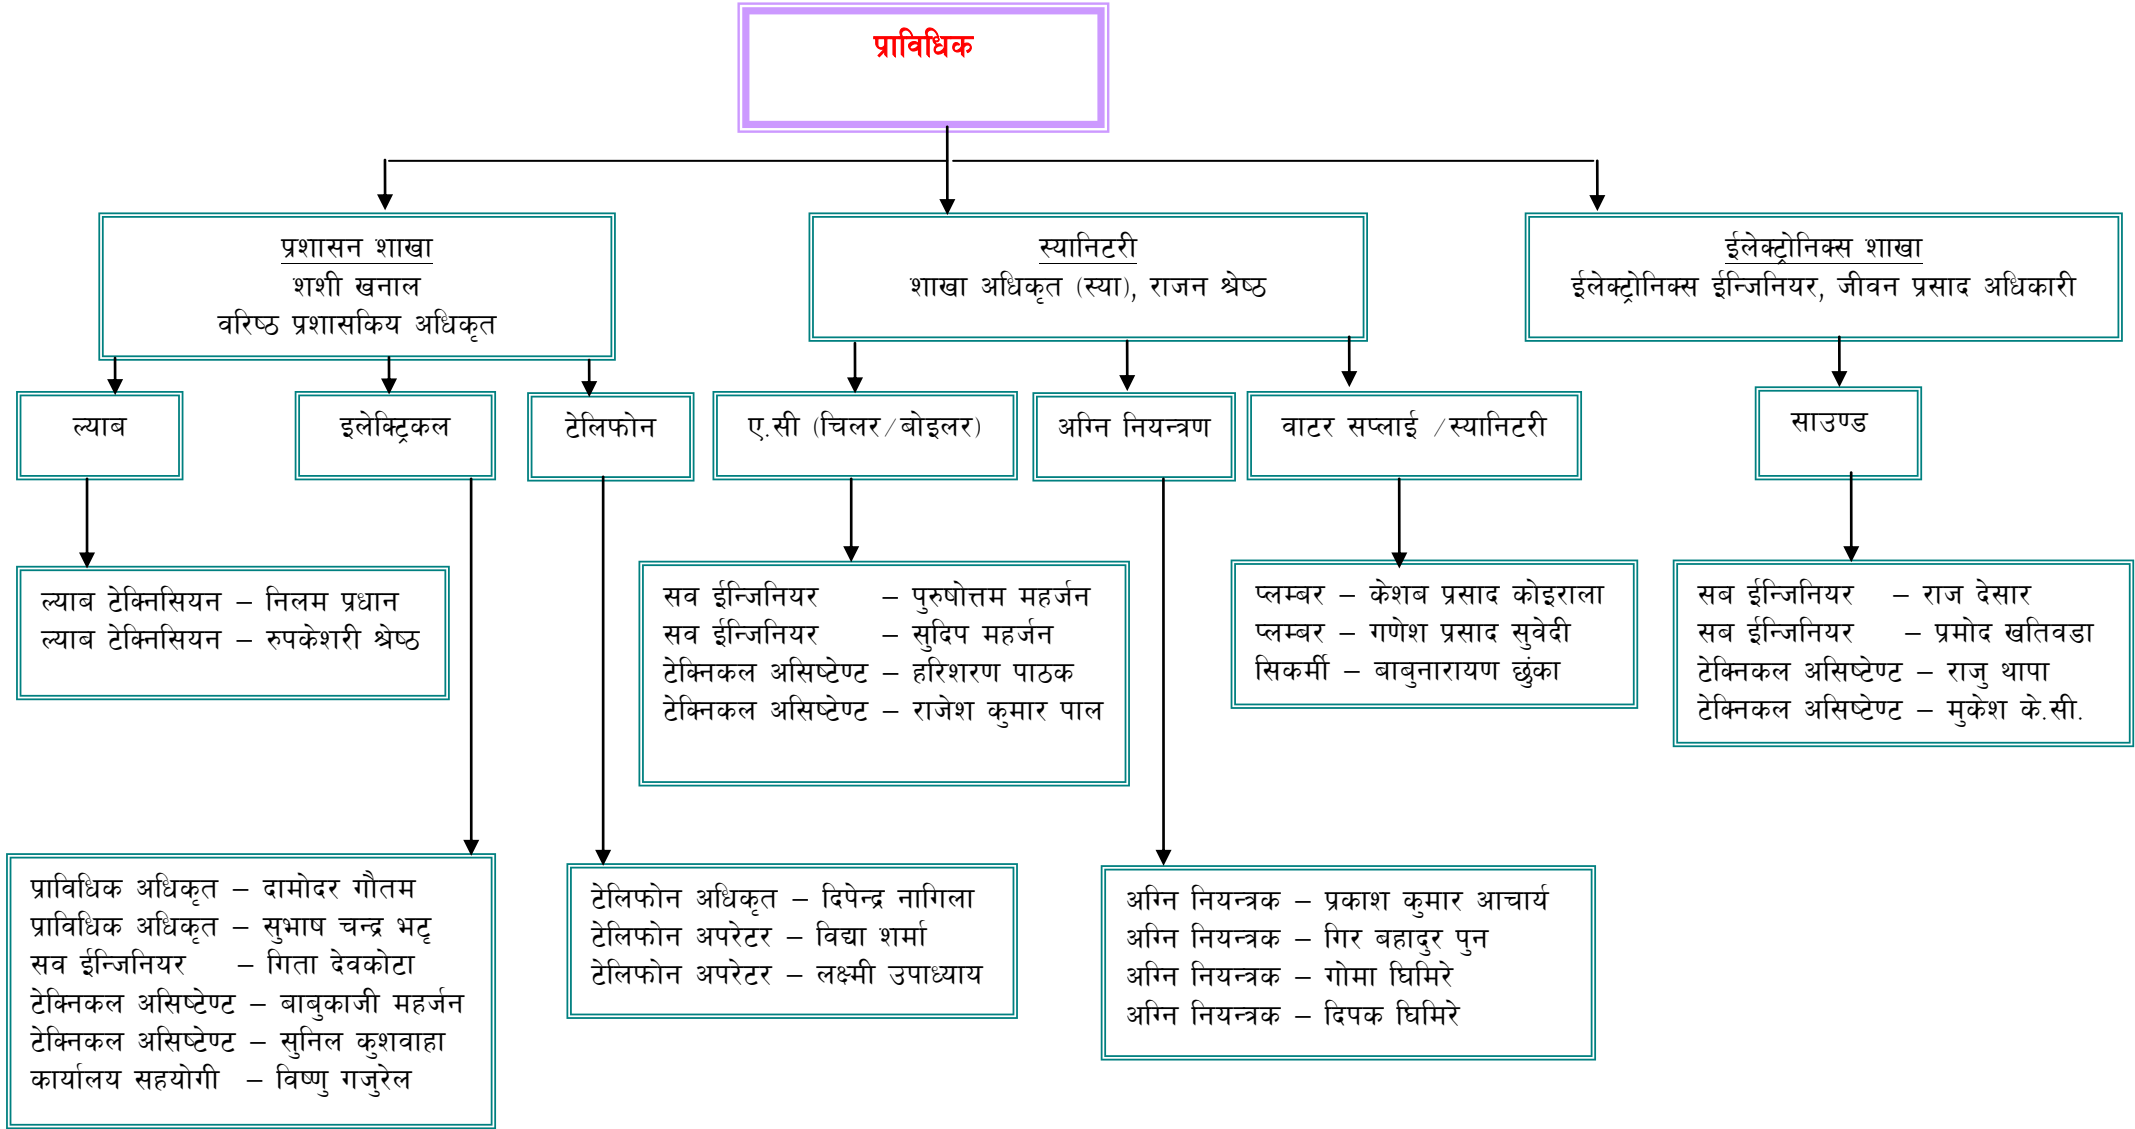 प्राविधिक
प्रशासन शाखा
शशी खनाल
वरिष्ठ प्रशासकिय अधिकृत
स्यानिटरी
शाखा अधिकृत (स्या), राजन श्रेष्ठ
ईलेक्ट्रोनिक्स शाखा
ईलेक्ट्रोनिक्स ईन्जिनियर, जीवन प्रसाद अधिकारी
ल्याब
इलेक्ट्रिकल
टेलिफोन
ए.सी (चिलर/बोइलर)
अग्नि नियन्त्रण
वाटर सप्लाई /स्यानिटरी
साउण्ड
ल्याब टेक्निसियन – निलम प्रधान
ल्याब टेक्निसियन – रुपकेशरी श्रेष्ठ
सव ईन्जिनियर – पुरुषोत्तम महर्जन
सव ईन्जिनियर – सुदिप महर्जन
टेक्निकल असिष्टेण्ट – हरिशरण पाठक
टेक्निकल असिष्टेण्ट – राजेश कुमार पाल
प्लम्बर – केशब प्रसाद कोइराला
प्लम्बर – गणेश प्रसाद सुवेदी
सिकर्मी – बाबुनारायण छुंका
सब ईन्जिनियर – राज देसार
सब ईन्जिनियर – प्रमोद खतिवडा
टेक्निकल असिष्टेण्ट – राजु थापा
टेक्निकल असिष्टेण्ट – मुकेश के.सी.
प्राविधिक अधिकृत – दामोदर गौतम
प्राविधिक अधिकृत – सुभाष चन्द्र भटृ
सव ईन्जिनियर – गिता देवकोटा
टेक्निकल असिष्टेण्ट – बाबुकाजी महर्जन
टेक्निकल असिष्टेण्ट – सुनिल कुशवाहा
कार्यालय सहयोगी – विष्णु गजुरेल
टेलिफोन अधिकृत – दिपेन्द्र नागिला
टेलिफोन अपरेटर – विद्या शर्मा
टेलिफोन अपरेटर – लक्ष्मी उपाध्याय
अग्नि नियन्त्रक – प्रकाश कुमार आचार्य
अग्नि नियन्त्रक – गिर बहादुर पुन
अग्नि नियन्त्रक – गोमा घिमिरे
अग्नि नियन्त्रक – दिपक घिमिरे